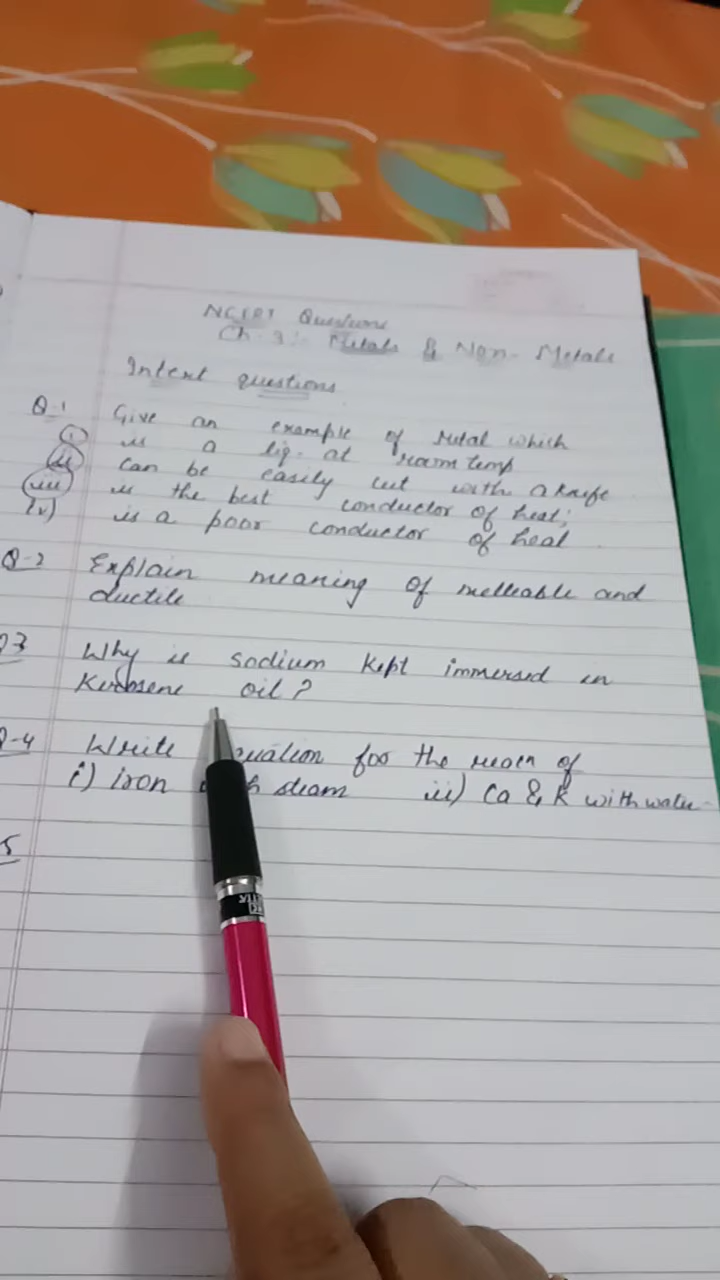 NCERT Questions
Ch-3:- Metals & Non-Metals
Intext questions
Q-1 Give an example of Metal which
(i) is a liq. at room temp
(ii) can be easily cut with a knife
(iii) is the best conductor of heat;
(iv) is a poor conductor of heat
Q-2 Explain meaning of melleable and
ductile
Q3 Why is sodium kept immersed in
Kerosene oil?
Q-4 Write equation for the reacn of
i) iron with steam ii) Ca & K with water
5